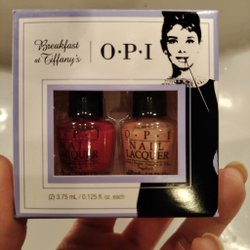 Breakfast
at Tiffany's
O·P·I
O·P·I
NAIL
LACQUER
O·P·I
NAIL
LACQUER
(2) 3.75 mL / 0.125 fl. oz. each